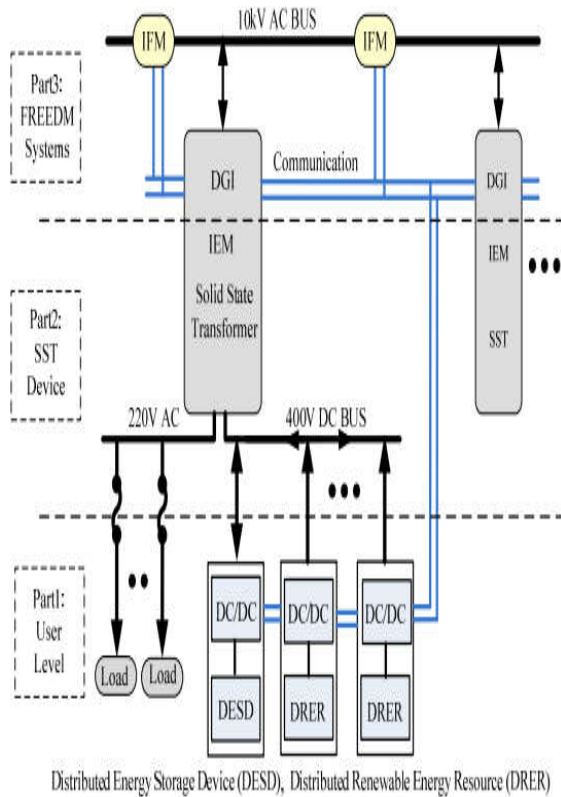 10kV AC BUS
IFM
IFM
Part3:
FREEDM
Systems
DGI
Communication
DGI
IEM
Solid State
Transformer
IEM
SST
Part2:
SST
Device
220V AC
400V DC BUS
Part1:
User
Level
Load
Load
DC/DC
DC/DC
DC/DC
DESD
DRER
DRER
Distributed Energy Storage Device (DESD), Distributed Renewable Energy Resource (DRER)